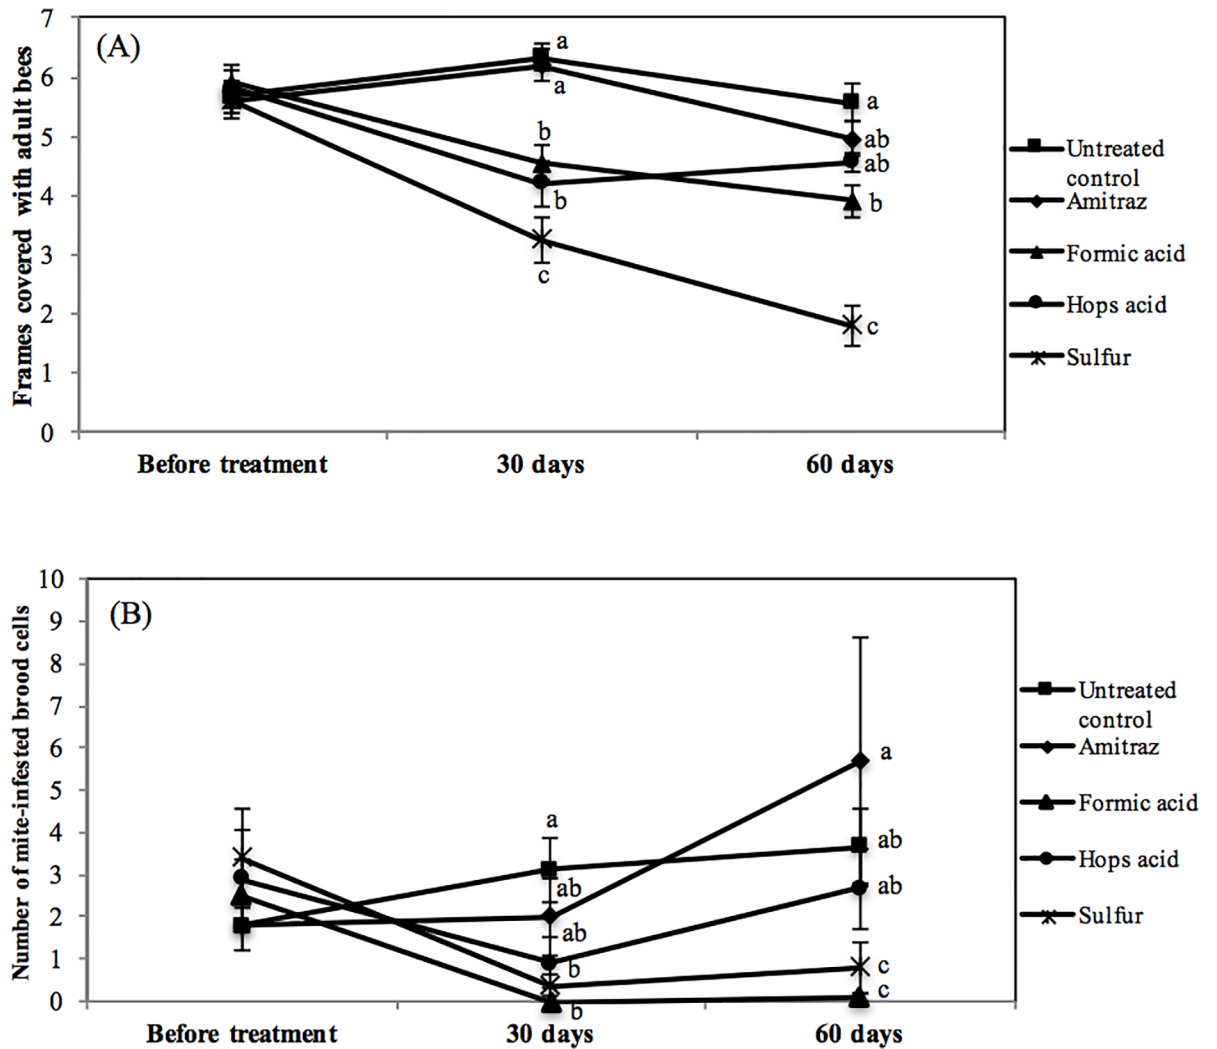 (A)
Frames covered with adult bees
7
6
5
4
3
2
1
0
a
a
b
b
c
a
ab
ab
b
c
Before treatment
30 days
60 days
Untreated
control
Amitraz
Formic acid
Hops acid
Sulfur
(B)
Number of mite-infested brood cells
10
9
8
7
6
5
4
3
2
1
0
a
ab
ab
b
b
a
ab
ab
c
c
Before treatment
30 days
60 days
Untreated
control
Amitraz
Formic acid
Hops acid
Sulfur